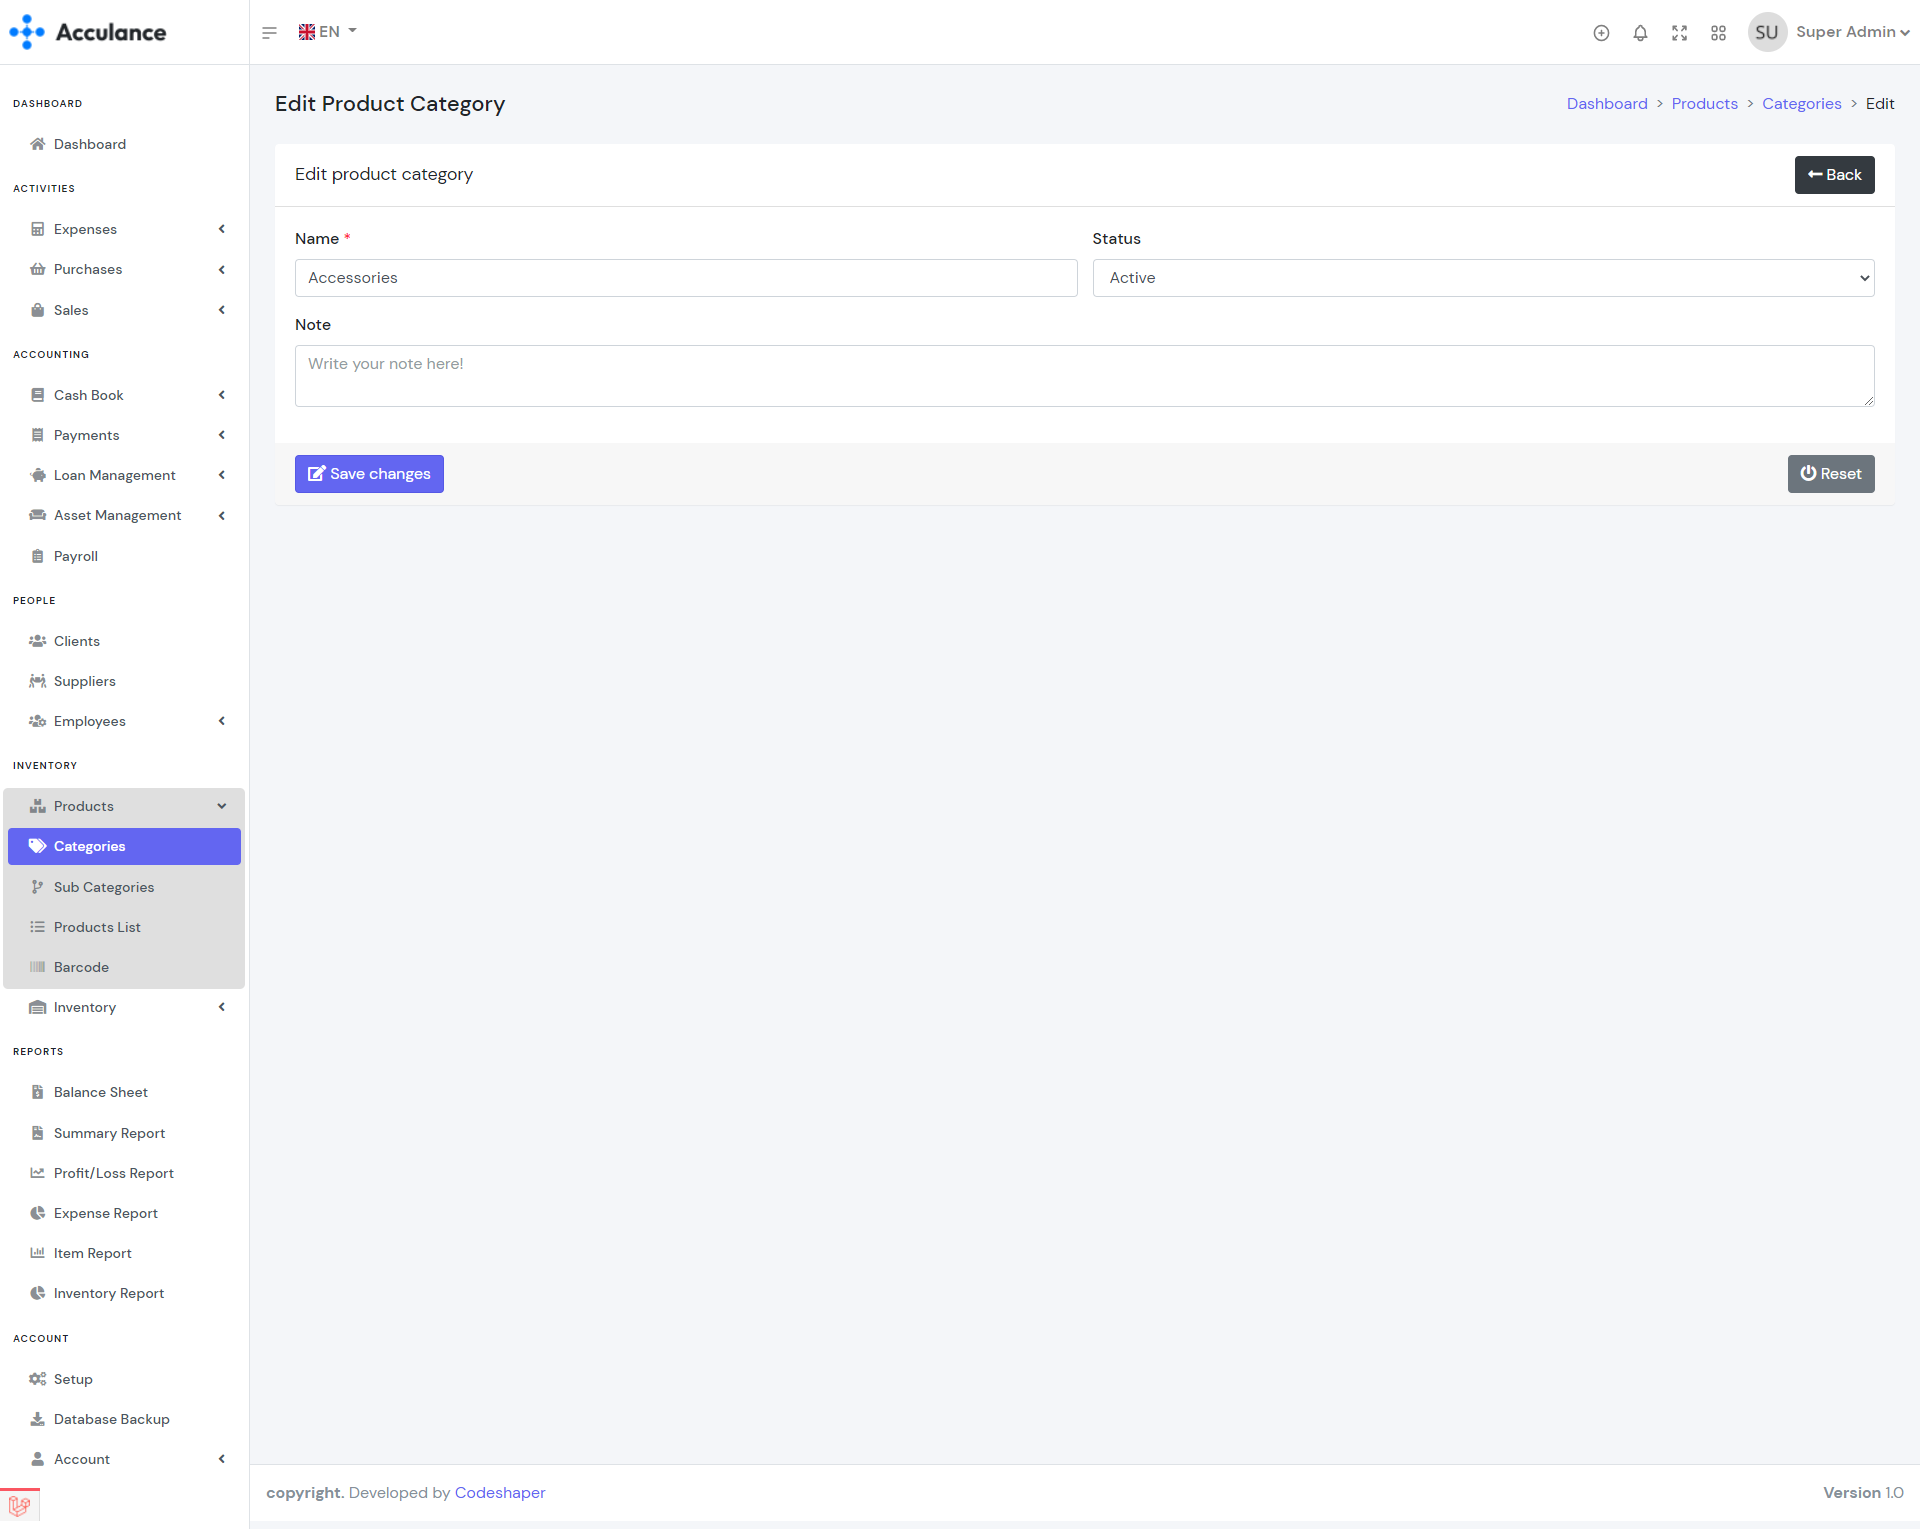 Acculance
EN
SU
Super Admin
DASHBOARD
Dashboard
ACTIVITIES
Expenses
Purchases
Sales
ACCOUNTING
Cash Book
Payments
Loan Management
Asset Management
Payroll
PEOPLE
Clients
Suppliers
Employees
INVENTORY
Products
Categories
Sub Categories
Products List
Barcode
Inventory
REPORTS
Balance Sheet
Summary Report
Profit/Loss Report
Expense Report
Item Report
Inventory Report
ACCOUNT
Setup
Database Backup
Account
Edit Product Category
Dashboard > Products > Categories > Edit
Edit product category
Back
Name *
Accessories
Status
Active
Note
Write your note here!
Save changes
Reset
copyright. Developed by Codeshaper
Version 1.0